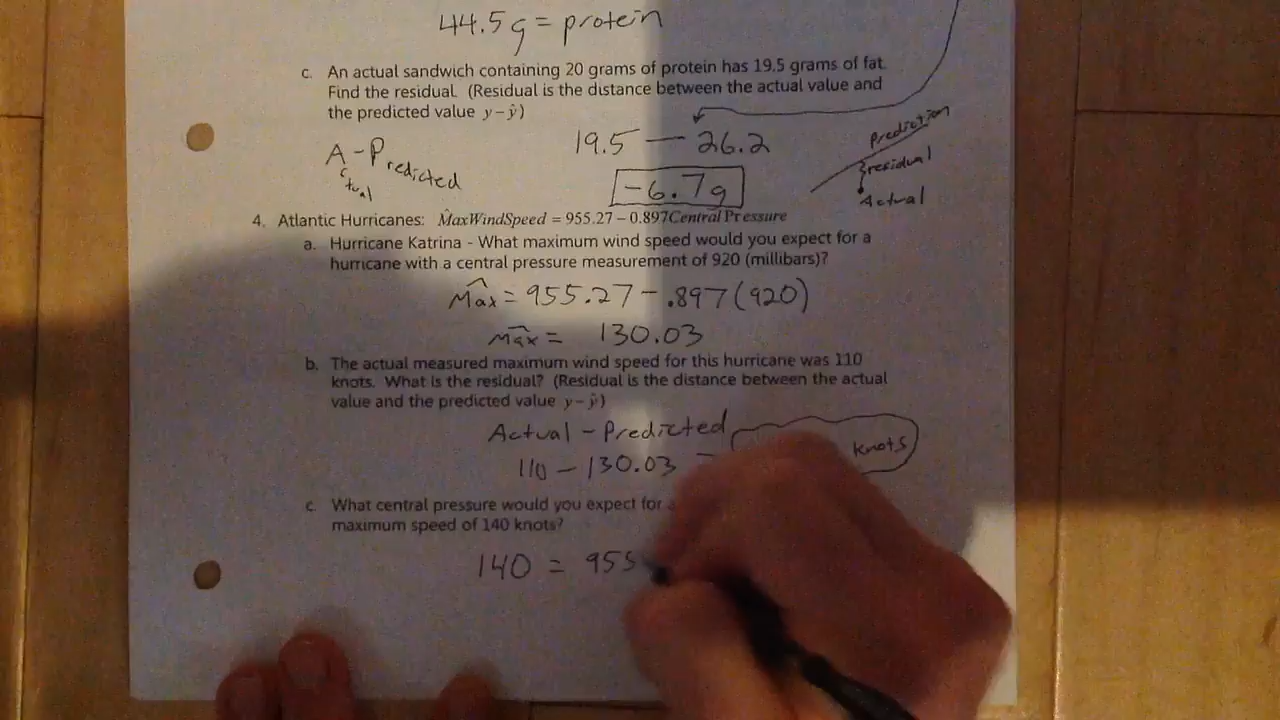 44.5 g = protein
c. An actual sandwich containing 20 grams of protein has 19.5 grams of fat.
Find the residual. (Residual is the distance between the actual value and
the predicted value y - ŷ)
19.5 — 26.2
Prediction
residual
Actual
A - Predicted
ctual
-6.7g
4. Atlantic Hurricanes: M̂axWindSpeed = 955.27 - 0.897Central Pressure
a. Hurricane Katrina - What maximum wind speed would you expect for a
hurricane with a central pressure measurement of 920 (millibars)?
M̂ax = 955.27 - .897(920)
m̂ax = 130.03
b. The actual measured maximum wind speed for this hurricane was 110
knots. What is the residual? (Residual is the distance between the actual
value and the predicted value y - ŷ)
Actual - Predicted
110 - 130.03 = knots
c. What central pressure would you expect for
maximum speed of 140 knots?
140 = 955